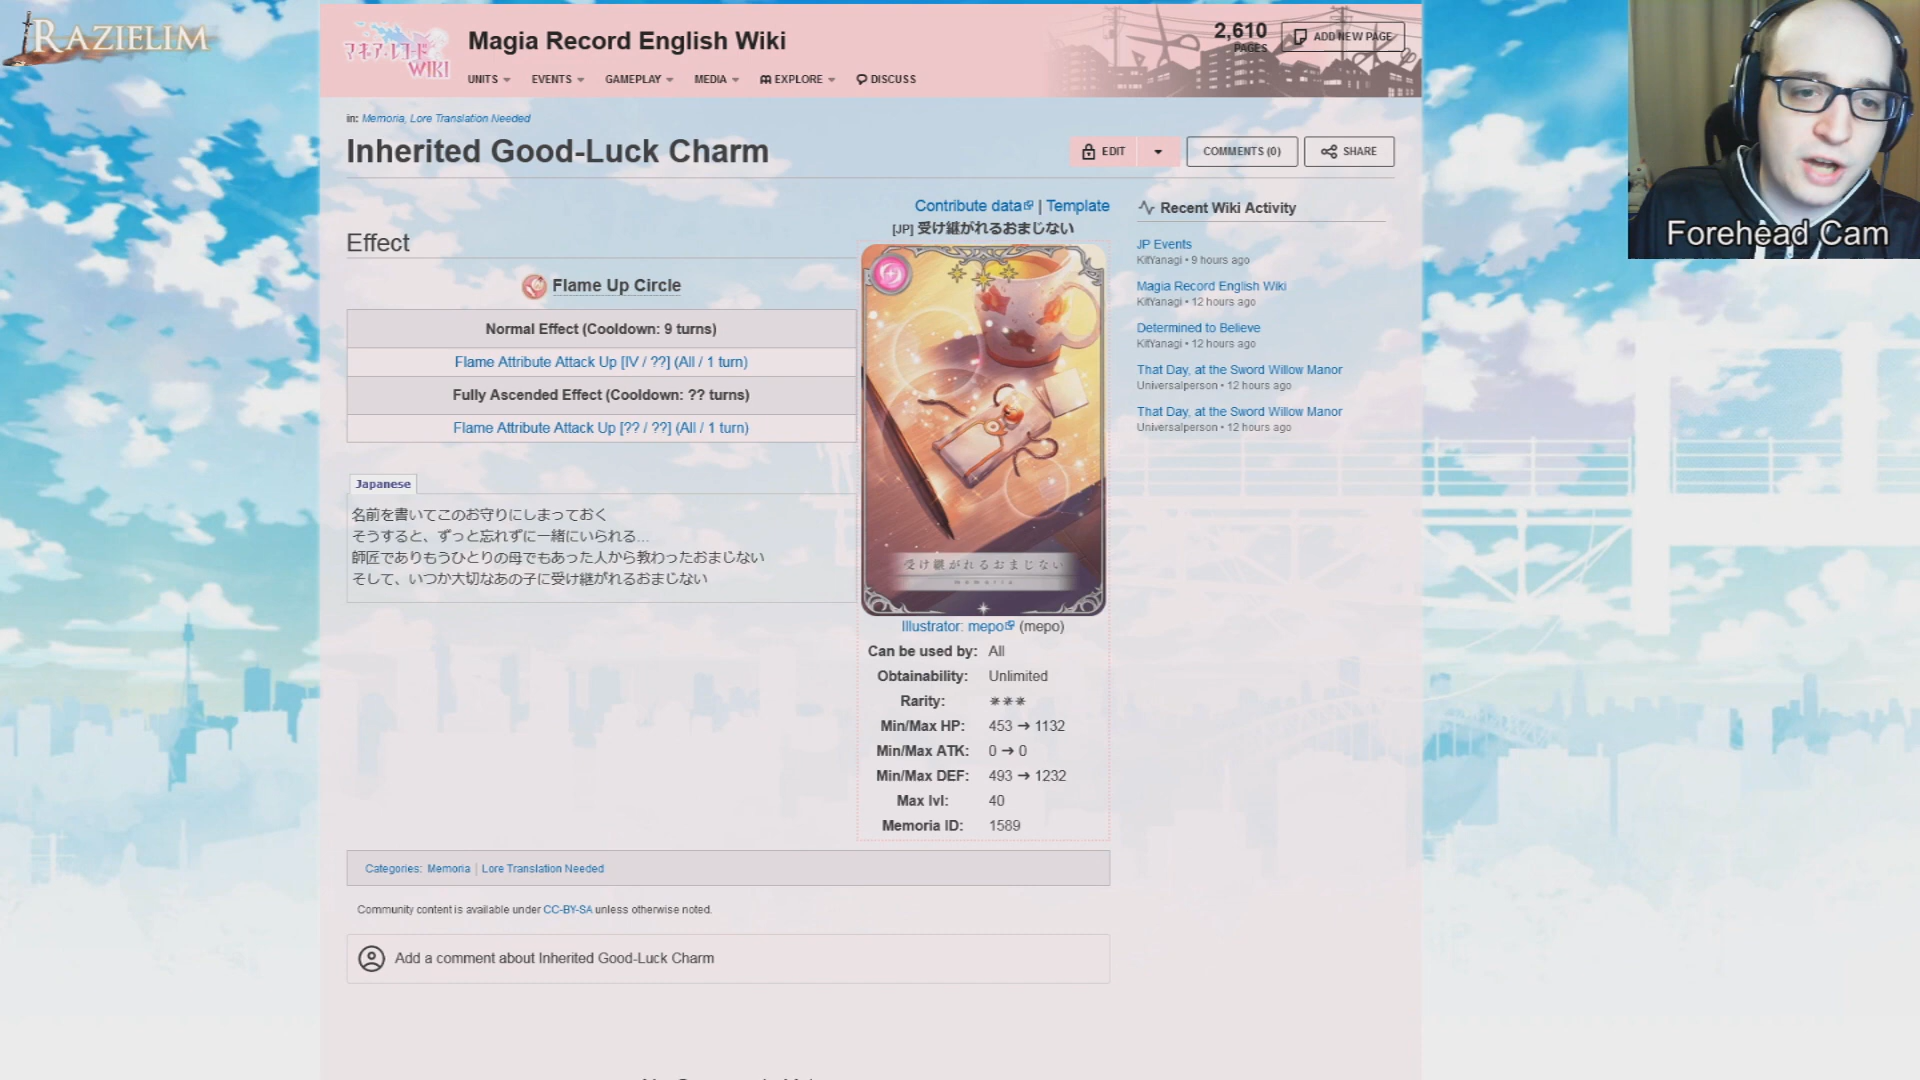 RAZIELIM
マギアレコード
WIKI
Magia Record English Wiki
2,610
PAGES
ADD NEW PAGE
UNITS
EVENTS
GAMEPLAY
MEDIA
EXPLORE
DISCUSS
Forehead Cam
in: Memoria, Lore Translation Needed
Inherited Good-Luck Charm
EDIT
COMMENTS (0)
SHARE
Contribute data | Template
[JP] 受け継がれるおまじない
Effect
Flame Up Circle
Normal Effect (Cooldown: 9 turns)
Flame Attribute Attack Up [IV / ??] (All / 1 turn)
Fully Ascended Effect (Cooldown: ?? turns)
Flame Attribute Attack Up [?? / ??] (All / 1 turn)
Japanese
名前を書いてこのお守りにしまっておく
そうすると、ずっと忘れずに一緒にいられる…
師匠でありもうひとりの母でもあった人から教わったおまじない
そして、いつか大切なあの子に受け継がれるおまじない
受け継がれるおまじない
memoria
Illustrator: mepo (mepo)
Can be used by: All
Obtainability: Unlimited
Rarity: ✷✷✷
Min/Max HP: 453 → 1132
Min/Max ATK: 0 → 0
Min/Max DEF: 493 → 1232
Max lvl: 40
Memoria ID: 1589
Recent Wiki Activity
JP Events
KitYanagi • 9 hours ago
Magia Record English Wiki
KitYanagi • 12 hours ago
Determined to Believe
KitYanagi • 12 hours ago
That Day, at the Sword Willow Manor
Universalperson • 12 hours ago
That Day, at the Sword Willow Manor
Universalperson • 12 hours ago
Categories: Memoria | Lore Translation Needed
Community content is available under CC-BY-SA unless otherwise noted.
Add a comment about Inherited Good-Luck Charm